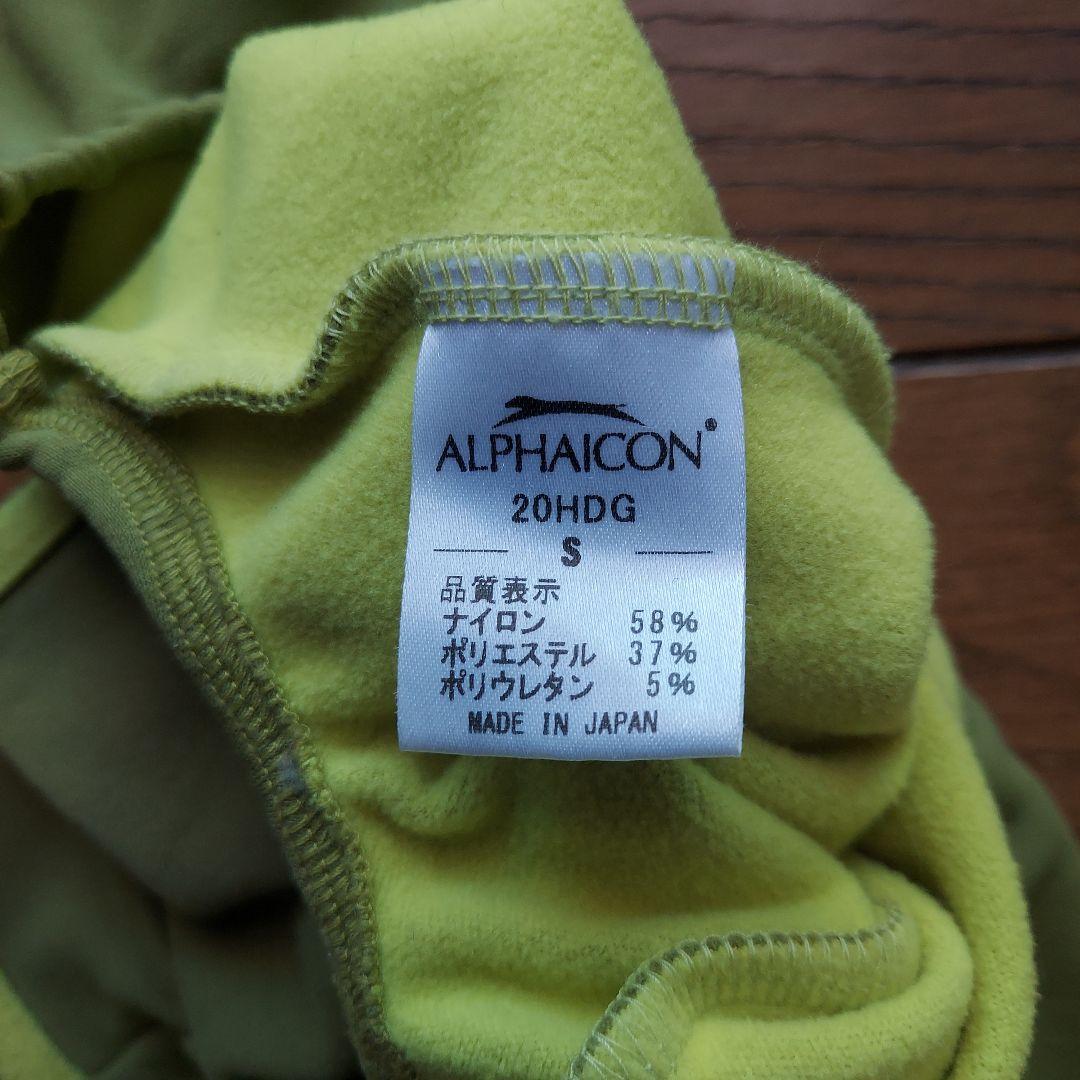 ALPHAICON
20HDG
S
品質表示
ナイロン 58%
ポリエステル 37%
ポリウレタン 5%
MADE IN JAPAN